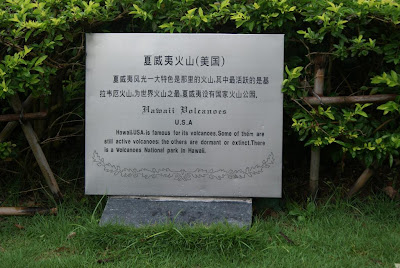 夏威夷火山(美国)
夏威夷风光一大特色是那里的火山,其中最活跃的是基
拉韦厄火山,为世界火山之最,夏威夷设有国家火山公园。
Hawaii Volcanoes
U.S.A
Hawaii,USA.is famous for its volcanoes.Some of them are
still active volcanoes; the others are dormant or extinct.There
is a Volcanoes National park in Hawaii.